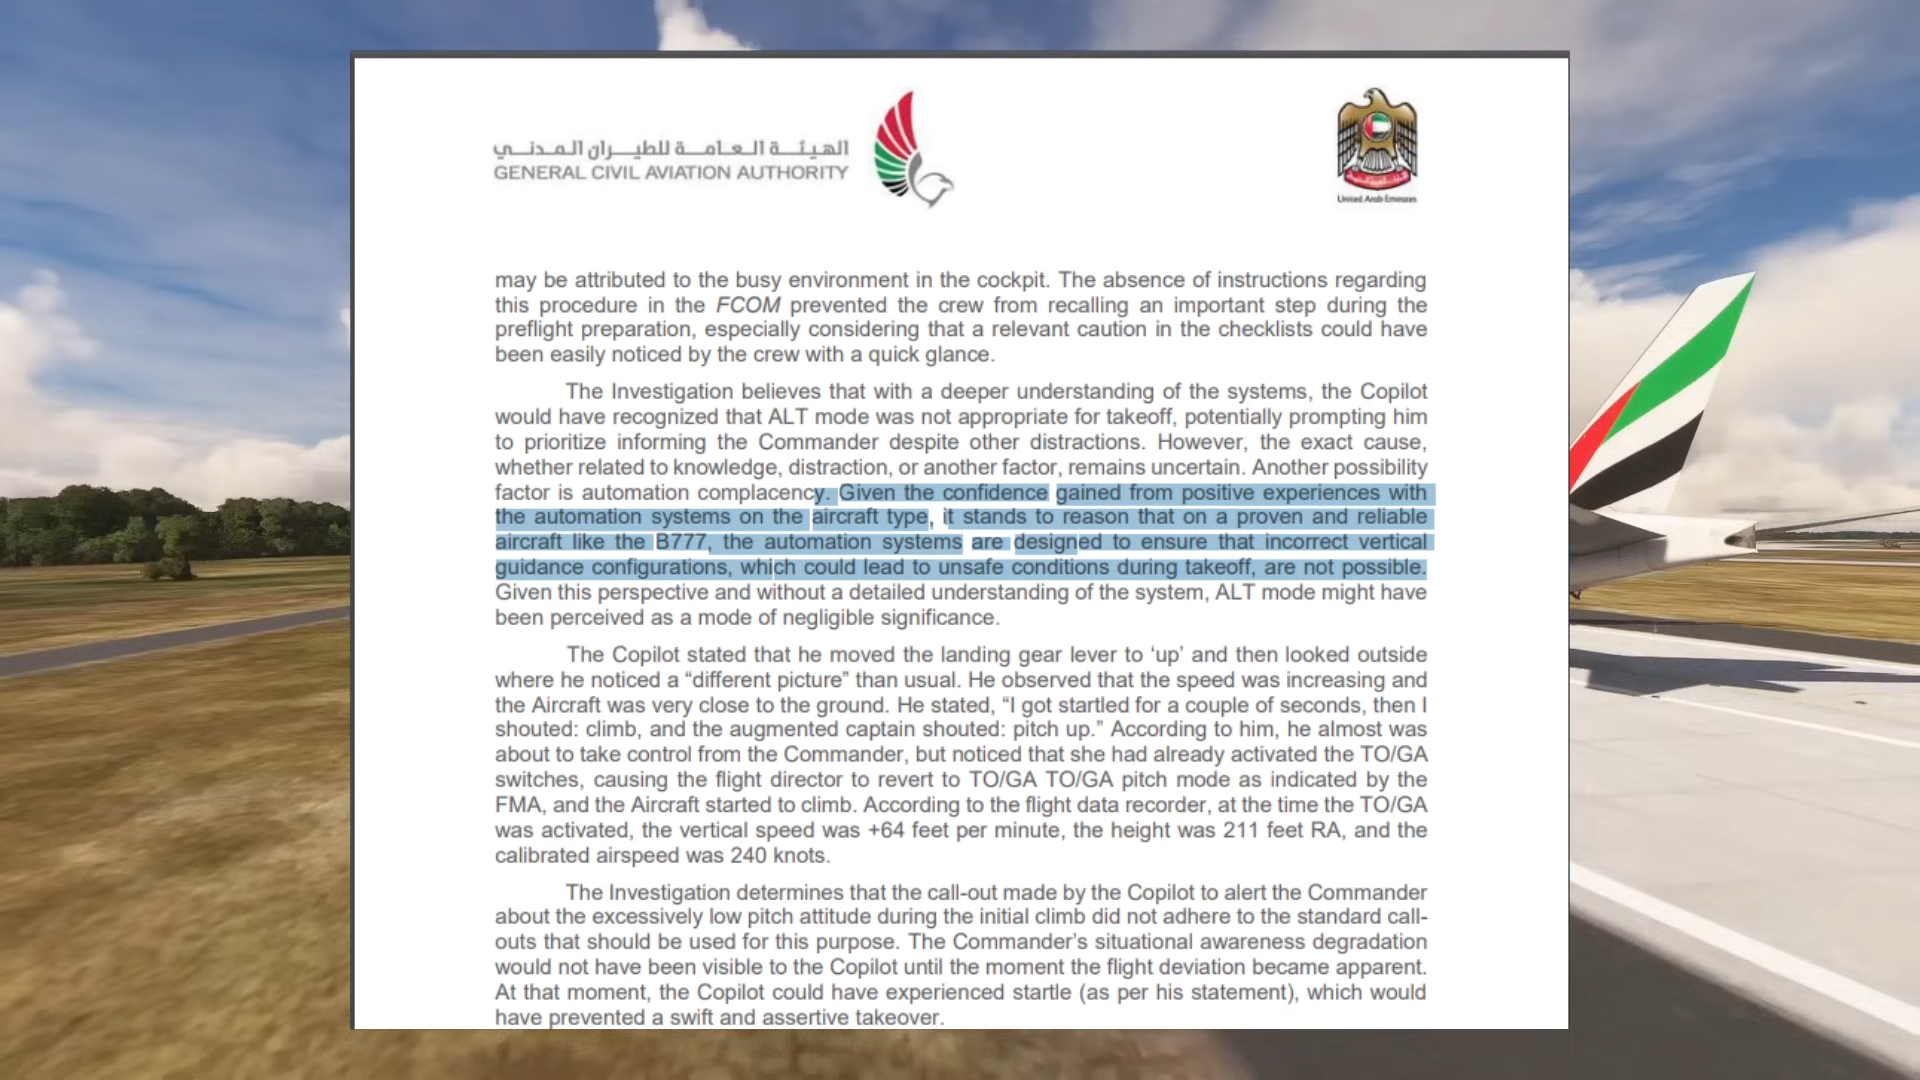 الهيئة العامة للطيران المدني
GENERAL CIVIL AVIATION AUTHORITY
United Arab Emirates
may be attributed to the busy environment in the cockpit. The absence of instructions regarding
this procedure in the FCOM prevented the crew from recalling an important step during the
preflight preparation, especially considering that a relevant caution in the checklists could have
been easily noticed by the crew with a quick glance.
The Investigation believes that with a deeper understanding of the systems, the Copilot
would have recognized that ALT mode was not appropriate for takeoff, potentially prompting him
to prioritize informing the Commander despite other distractions. However, the exact cause,
whether related to knowledge, distraction, or another factor, remains uncertain. Another possibility
factor is automation complacency. Given the confidence gained from positive experiences with
the automation systems on the aircraft type, it stands to reason that on a proven and reliable
aircraft like the B777, the automation systems are designed to ensure that incorrect vertical
guidance configurations, which could lead to unsafe conditions during takeoff, are not possible.
Given this perspective and without a detailed understanding of the system, ALT mode might have
been perceived as a mode of negligible significance.
The Copilot stated that he moved the landing gear lever to ‘up’ and then looked outside
where he noticed a “different picture” than usual. He observed that the speed was increasing and
the Aircraft was very close to the ground. He stated, “I got startled for a couple of seconds, then I
shouted: climb, and the augmented captain shouted: pitch up.” According to him, he almost was
about to take control from the Commander, but noticed that she had already activated the TO/GA
switches, causing the flight director to revert to TO/GA TO/GA pitch mode as indicated by the
FMA, and the Aircraft started to climb. According to the flight data recorder, at the time the TO/GA
was activated, the vertical speed was +64 feet per minute, the height was 211 feet RA, and the
calibrated airspeed was 240 knots.
The Investigation determines that the call-out made by the Copilot to alert the Commander
about the excessively low pitch attitude during the initial climb did not adhere to the standard call-
outs that should be used for this purpose. The Commander’s situational awareness degradation
would not have been visible to the Copilot until the moment the flight deviation became apparent.
At that moment, the Copilot could have experienced startle (as per his statement), which would
have prevented a swift and assertive takeover.